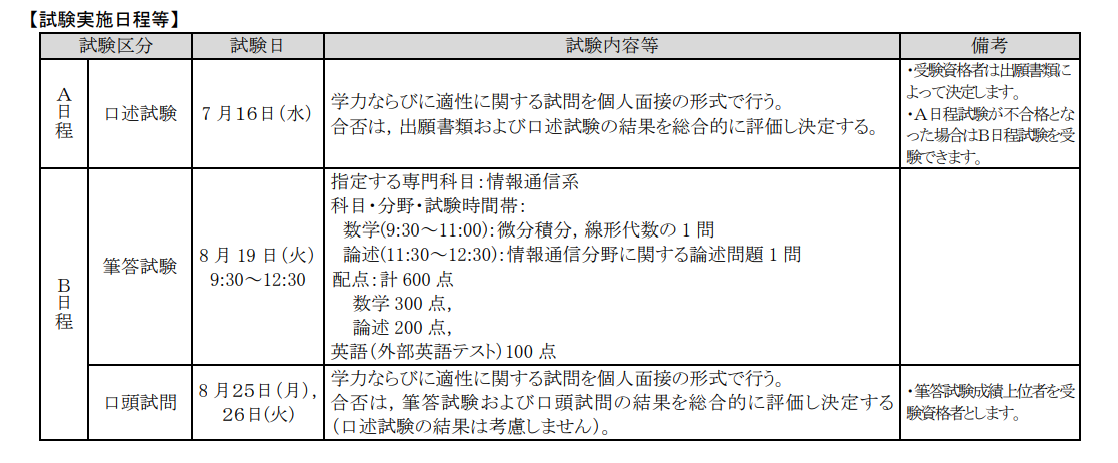 【試験実施日程等】
試験区分 試験日 試験内容等 備考
A日程
口述試験
7月16日(水)
学力ならびに適性に関する試問を個人面接の形式で行う。
合否は,出願書類および口述試験の結果を総合的に評価し決定する。
・受験資格者は出願書類に
よって決定します。
・A日程試験が不合格とな
った場合はB日程試験を受
験できます。
B日程
筆答試験
8月19日(火)
9:30～12:30
指定する専門科目:情報通信系
科目・分野・試験時間帯:
数学(9:30～11:00):微分積分,線形代数の1問
論述(11:30～12:30):情報通信分野に関する論述問題1問
配点:計600点
数学300点,
論述200点,
英語(外部英語テスト)100点
口頭試問
8月25日(月),
26日(火)
学力ならびに適性に関する試問を個人面接の形式で行う。
合否は,筆答試験および口頭試問の結果を総合的に評価し決定する
(口述試験の結果は考慮しません)。
・筆答試験成績上位者を受
験資格者とします。